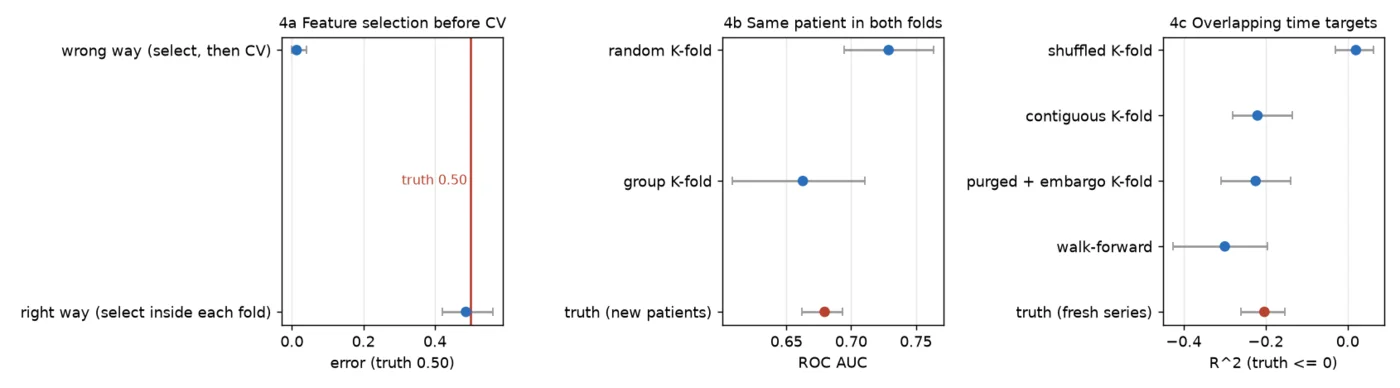 4a Feature selection before CV
wrong way (select, then CV)
truth 0.50
right way (select inside each fold)
0.0 0.2 0.4
error (truth 0.50)
4b Same patient in both folds
random K-fold
group K-fold
truth (new patients)
0.65 0.70 0.75
ROC AUC
4c Overlapping time targets
shuffled K-fold
contiguous K-fold
purged + embargo K-fold
walk-forward
truth (fresh series)
−0.4 −0.2 0.0
R^2 (truth <= 0)